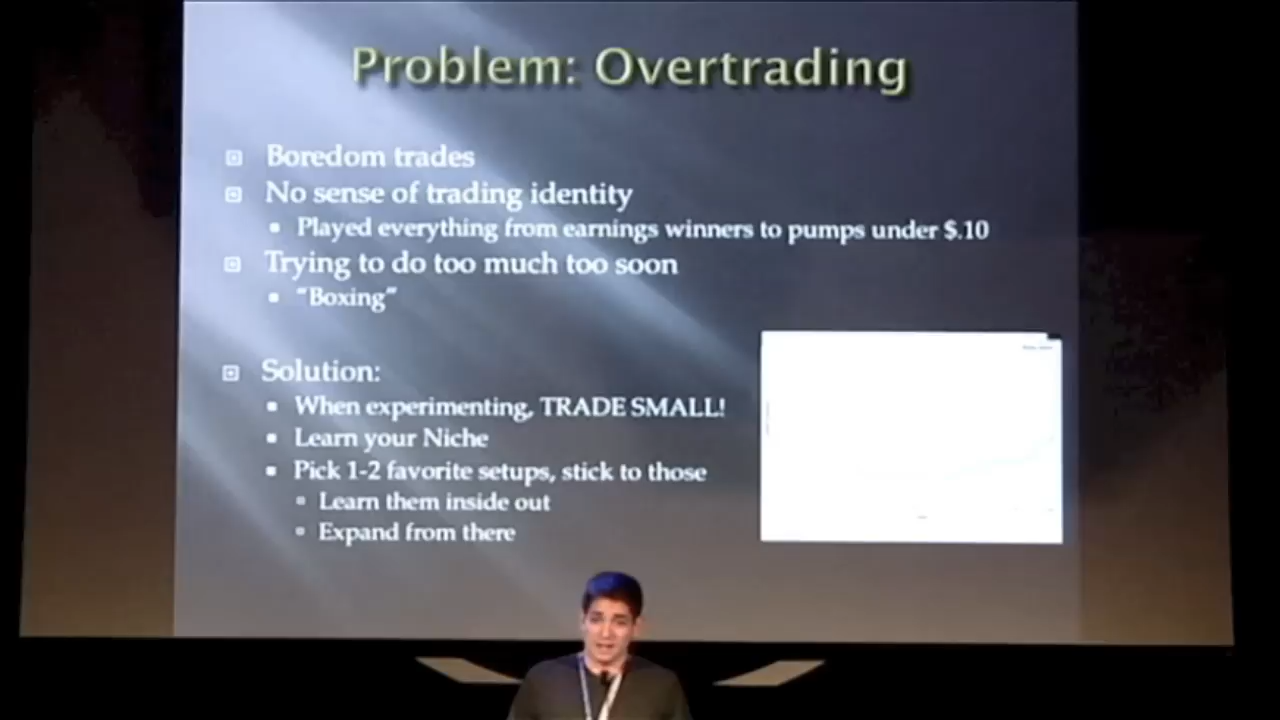 Problem: Overtrading
Boredom trades
No sense of trading identity
Played everything from earnings winners to pumps under $.10
Trying to do too much too soon
"Boxing"
Solution:
When experimenting, TRADE SMALL!
Learn your Niche
Pick 1-2 favorite setups, stick to those
Learn them inside out
Expand from there